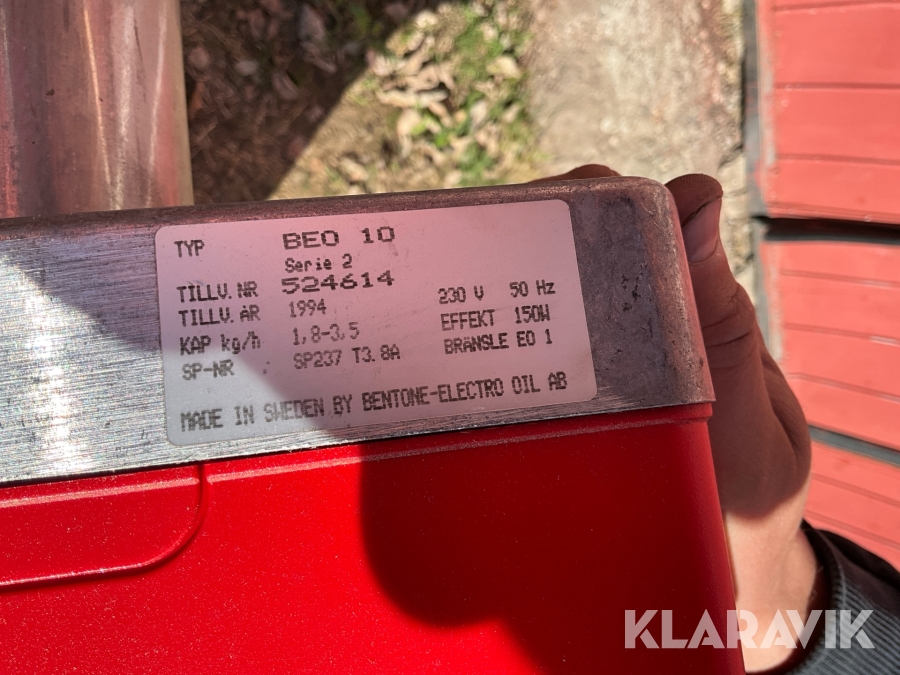 TYP BEO 10
Serie 2
TILLV.NR 524614
TILLV.ÅR 1994 230 V 50 Hz
KAP kg/h 1,8-3,5 EFFEKT 150W
SP-NR . SP237 T3.8A BRÄNSLE EO 1
MADE IN SWEDEN BY BENTONE-ELECTRO OIL AB
KLARAVIK